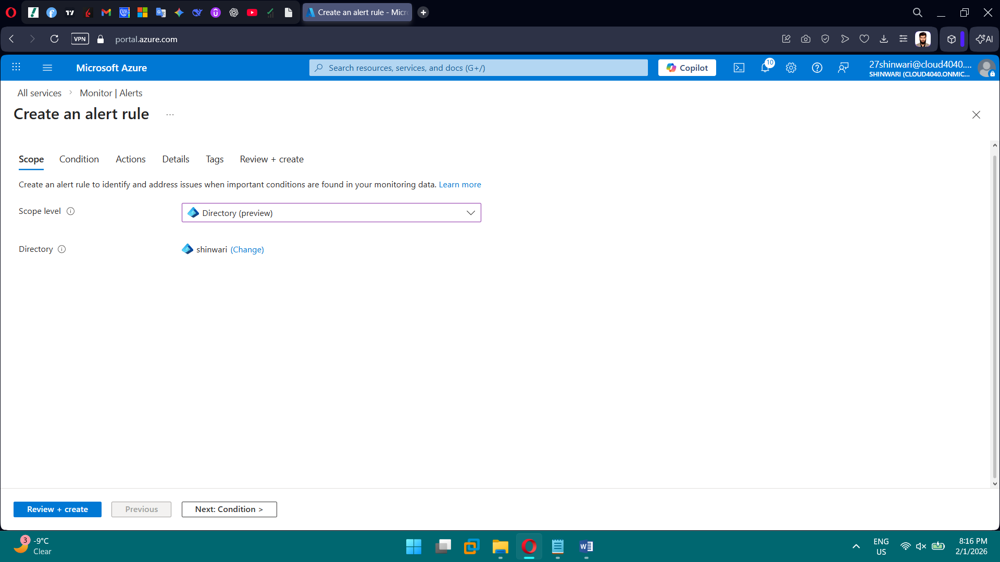 Create an alert rule - Micr
VPN
portal.azure.com
AI
Microsoft Azure
Search resources, services, and docs (G+/)
Copilot
10
27shinwari@cloud4040....
SHINWARI (CLOUD4040.ONMIC...
All services
Monitor | Alerts
Create an alert rule
...
Scope
Condition
Actions
Details
Tags
Review + create
Create an alert rule to identify and address issues when important conditions are found in your monitoring data. Learn more
Scope level
Directory (preview)
Directory
shinwari (Change)
Review + create
Previous
Next: Condition >
3
-9°C
Clear
ENG
US
8:16 PM
2/1/2026